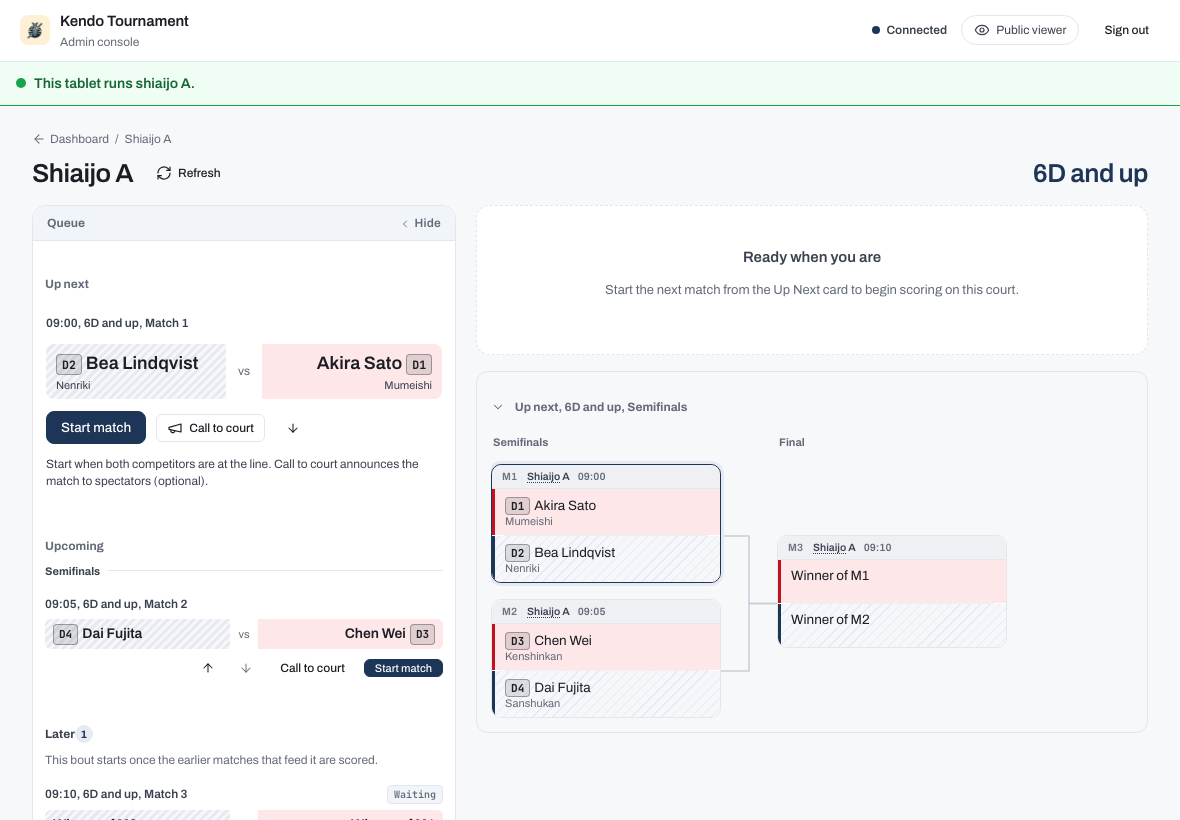 Kendo Tournament
Admin console
Connected
Public viewer
Sign out
This tablet runs shiaijo A.
Dashboard / Shiaijo A
Shiaijo A
Refresh
6D and up
Queue
Hide
Up next
09:00, 6D and up, Match 1
D2 Bea Lindqvist
Nenriki
vs
Akira Sato D1
Mumeishi
Start match
Call to court
Start when both competitors are at the line. Call to court announces the
match to spectators (optional).
Upcoming
Semifinals
09:05, 6D and up, Match 2
D4 Dai Fujita
vs
Chen Wei D3
Call to court
Start match
Later 1
This bout starts once the earlier matches that feed it are scored.
09:10, 6D and up, Match 3
Waiting
Ready when you are
Start the next match from the Up Next card to begin scoring on this court.
Up next, 6D and up, Semifinals
Semifinals
Final
M1 Shiaijo A 09:00
D1 Akira Sato
Mumeishi
D2 Bea Lindqvist
Nenriki
M2 Shiaijo A 09:05
D3 Chen Wei
Kenshinkan
D4 Dai Fujita
Sanshukan
M3 Shiaijo A 09:10
Winner of M1
Winner of M2